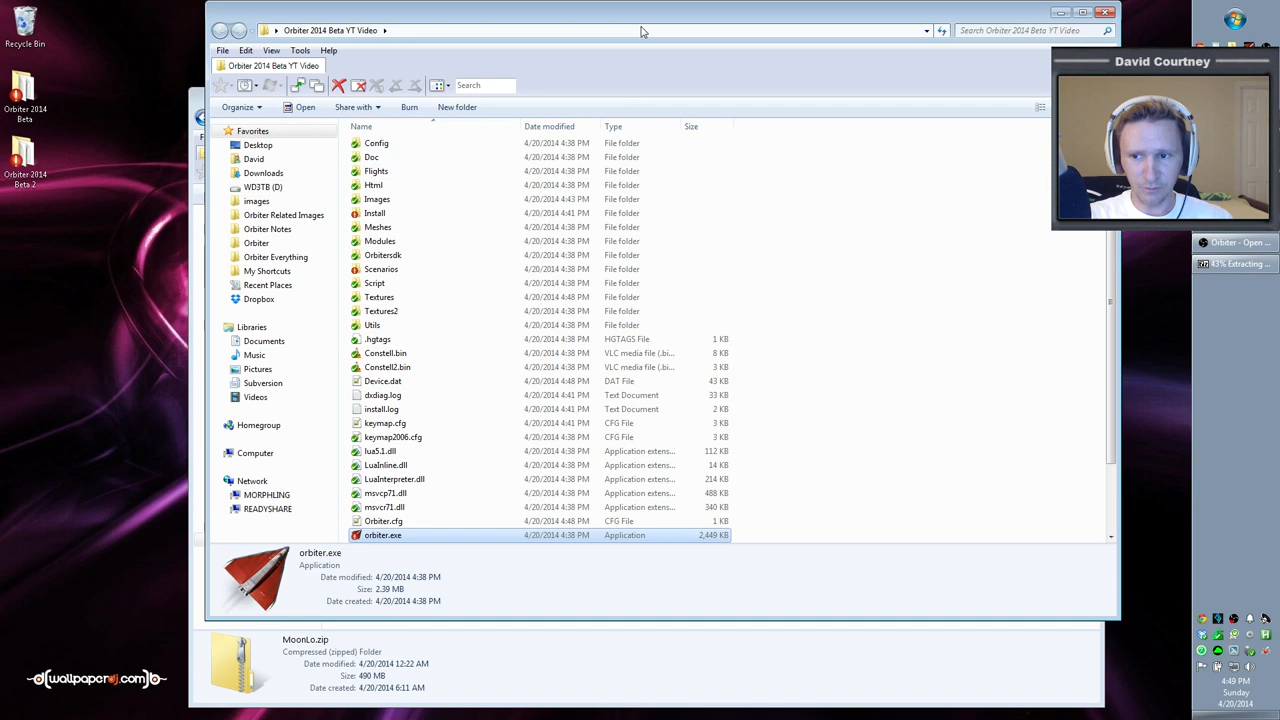 Recycle Bin
Orbiter 2014
Beta
Orbiter 2014
Beta 2
Orbiter 2014 Beta YT Video
Search Orbiter 2014 Beta YT Video
File Edit View Tools Help
Orbiter 2014 Beta YT Video
Search
Organize Open Share with Burn New folder
Favorites
Desktop
David
Downloads
WD3TB (D)
images
Orbiter Related Images
Orbiter Notes
Orbiter
Orbiter Everything
My Shortcuts
Recent Places
Dropbox
Libraries
Documents
Music
Pictures
Subversion
Videos
Homegroup
Computer
Network
MORPHLING
READYSHARE
Name Date modified Type Size
Config 4/20/2014 4:38 PM File folder
Doc 4/20/2014 4:38 PM File folder
Flights 4/20/2014 4:38 PM File folder
Html 4/20/2014 4:38 PM File folder
Images 4/20/2014 4:43 PM File folder
Install 4/20/2014 4:41 PM File folder
Meshes 4/20/2014 4:38 PM File folder
Modules 4/20/2014 4:38 PM File folder
Orbitersdk 4/20/2014 4:38 PM File folder
Scenarios 4/20/2014 4:38 PM File folder
Script 4/20/2014 4:38 PM File folder
Textures 4/20/2014 4:48 PM File folder
Textures2 4/20/2014 4:38 PM File folder
Utils 4/20/2014 4:38 PM File folder
.hgtags 4/20/2014 4:38 PM HGTAGS File 1 KB
Constell.bin 4/20/2014 4:38 PM VLC media file (.bi... 8 KB
Constell2.bin 4/20/2014 4:38 PM VLC media file (.bi... 3 KB
Device.dat 4/20/2014 4:48 PM DAT File 43 KB
dxdiag.log 4/20/2014 4:41 PM Text Document 33 KB
install.log 4/20/2014 4:41 PM Text Document 2 KB
keymap.cfg 4/20/2014 4:41 PM CFG File 3 KB
keymap2006.cfg 4/20/2014 4:38 PM CFG File 3 KB
lua5.1.dll 4/20/2014 4:38 PM Application extens... 112 KB
LuaInline.dll 4/20/2014 4:38 PM Application extens... 14 KB
LuaInterpreter.dll 4/20/2014 4:38 PM Application extens... 214 KB
msvcp71.dll 4/20/2014 4:38 PM Application extens... 488 KB
msvcr71.dll 4/20/2014 4:38 PM Application extens... 340 KB
Orbiter.cfg 4/20/2014 4:48 PM CFG File 1 KB
orbiter.exe 4/20/2014 4:38 PM Application 2,449 KB
orbiter.exe
Application
Date modified: 4/20/2014 4:38 PM
Size: 2.39 MB
Date created: 4/20/2014 4:38 PM
MoonLo.zip
Compressed (zipped) Folder
Date modified: 4/20/2014 12:22 AM
Size: 490 MB
Date created: 4/20/2014 6:11 AM
David Courtney
Orbiter - Open ...
43% Extracting ...
4:49 PM
Sunday
4/20/2014